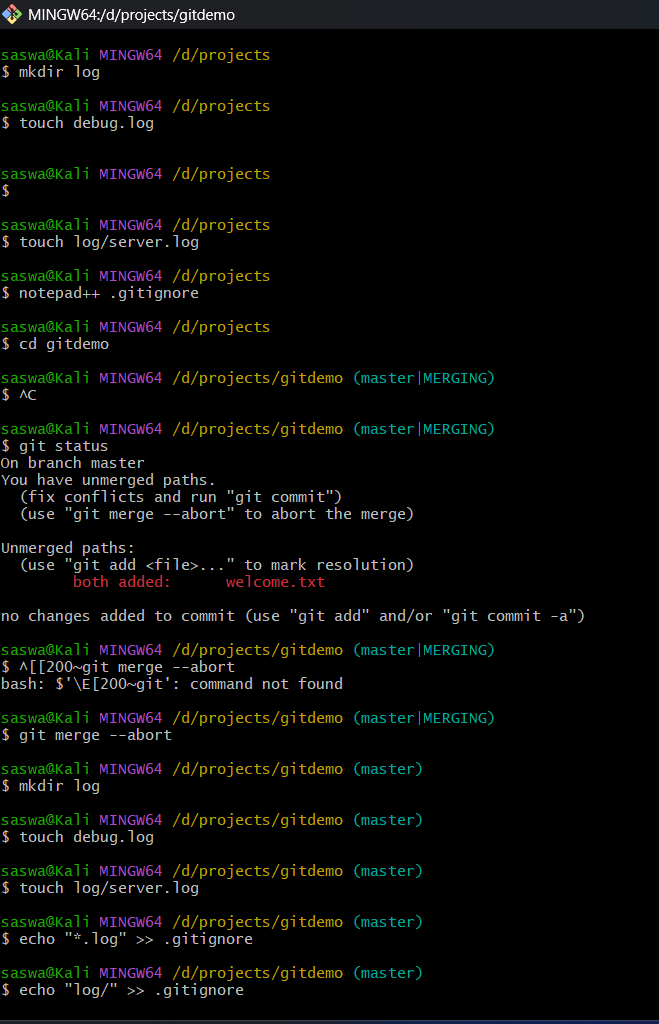 MINGW64:/d/projects/gitdemo
saswa@Kali MINGW64 /d/projects
$ mkdir log
saswa@Kali MINGW64 /d/projects
$ touch debug.log
saswa@Kali MINGW64 /d/projects
$
saswa@Kali MINGW64 /d/projects
$ touch log/server.log
saswa@Kali MINGW64 /d/projects
$ notepad++ .gitignore
saswa@Kali MINGW64 /d/projects
$ cd gitdemo
saswa@Kali MINGW64 /d/projects/gitdemo (master|MERGING)
$ ^C
saswa@Kali MINGW64 /d/projects/gitdemo (master|MERGING)
$ git status
On branch master
You have unmerged paths.
  (fix conflicts and run "git commit")
  (use "git merge --abort" to abort the merge)
Unmerged paths:
  (use "git add <file>..." to mark resolution)
        both added:      welcome.txt
no changes added to commit (use "git add" and/or "git commit -a")
saswa@Kali MINGW64 /d/projects/gitdemo (master|MERGING)
$ ^[[200~git merge --abort
bash: $'\E[200~git': command not found
saswa@Kali MINGW64 /d/projects/gitdemo (master|MERGING)
$ git merge --abort
saswa@Kali MINGW64 /d/projects/gitdemo (master)
$ mkdir log
saswa@Kali MINGW64 /d/projects/gitdemo (master)
$ touch debug.log
saswa@Kali MINGW64 /d/projects/gitdemo (master)
$ touch log/server.log
saswa@Kali MINGW64 /d/projects/gitdemo (master)
$ echo "*.log" >> .gitignore
saswa@Kali MINGW64 /d/projects/gitdemo (master)
$ echo "log/" >> .gitignore